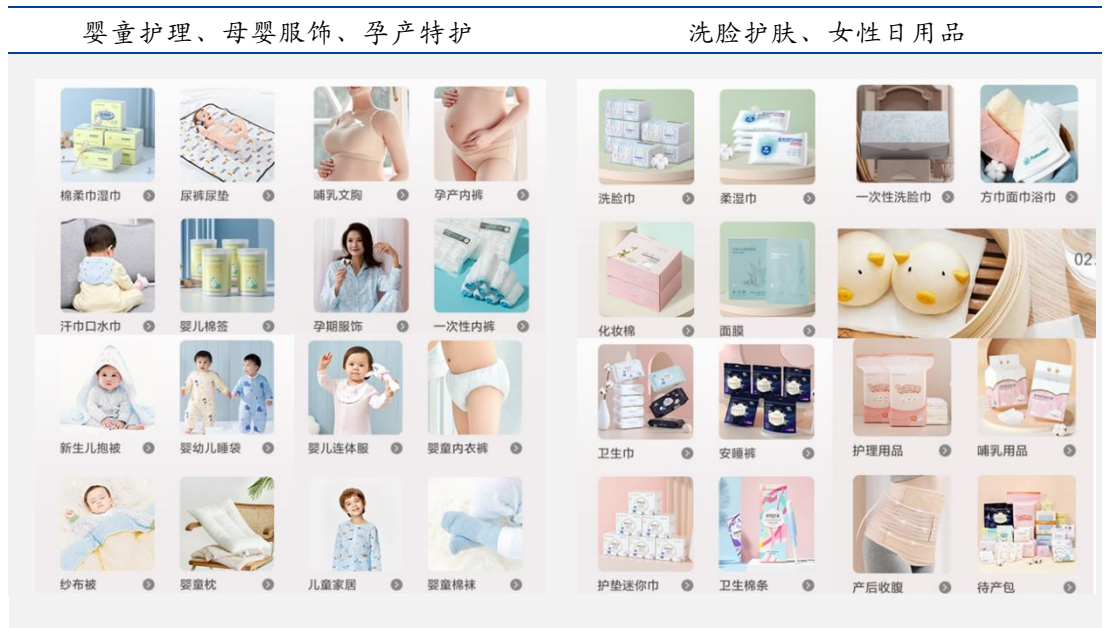 婴童护理、母婴服饰、孕产特护
洗脸护肤、女性日用品
棉柔巾湿巾 尿裤尿垫 哺乳文胸 孕产内裤
汗巾口水巾 婴儿棉签 孕期服饰 一次性内裤
新生儿抱被 婴幼儿睡袋 婴儿连体服 婴童内衣裤
纱布被 婴童枕 儿童家居 婴童棉袜
洗脸巾 柔湿巾 一次性洗脸巾 方巾面巾浴巾
化妆棉 面膜
02.
卫生巾 安睡裤 护理用品 哺乳用品
护垫迷你巾 卫生棉条 产后收腹 待产包